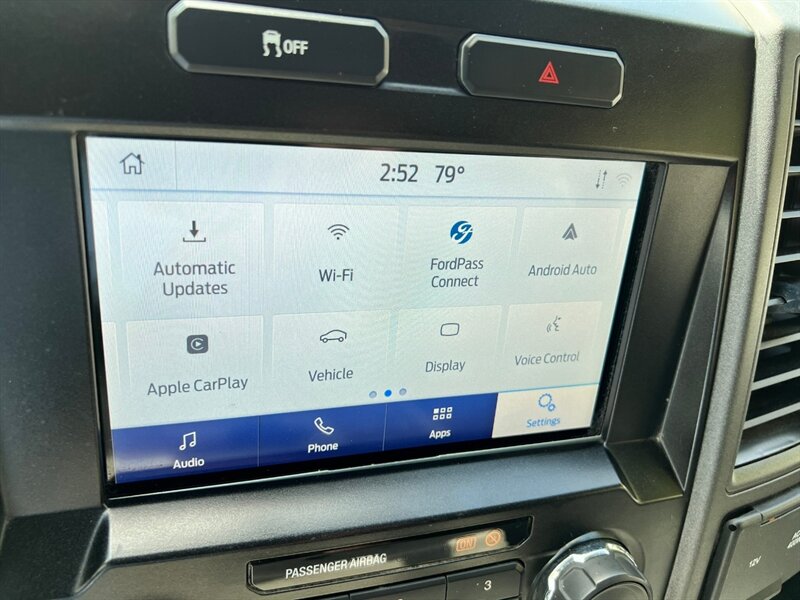 OFF
2:52 79°
Automatic
Updates
Wi-Fi
FordPass
Connect
Android Auto
Apple CarPlay
Vehicle
Display
Voice Control
Audio
Phone
Apps
Settings
PASSENGER AIRBAG ON
3
12V